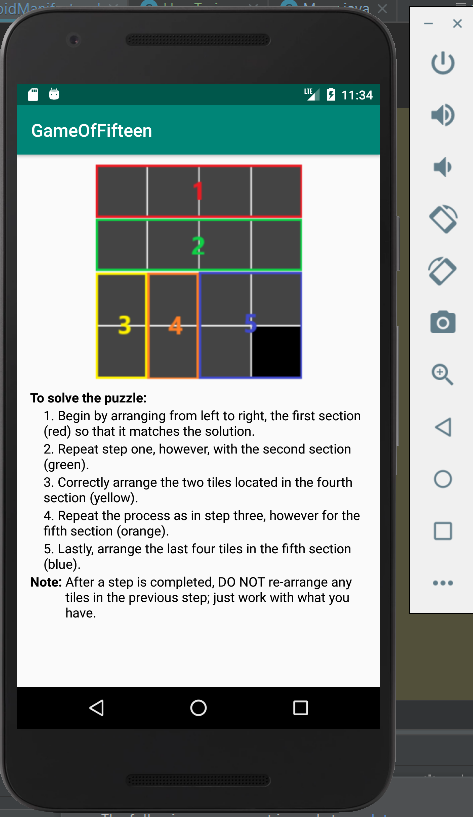 LTE 11:34
GameOfFifteen
1
2
3 4 5
To solve the puzzle:
1. Begin by arranging from left to right, the first section
(red) so that it matches the solution.
2. Repeat step one, however, with the second section
(green).
3. Correctly arrange the two tiles located in the fourth
section (yellow).
4. Repeat the process as in step three, however for the
fifth section (orange).
5. Lastly, arrange the last four tiles in the fifth section
(blue).
Note: After a step is completed, DO NOT re-arrange any
tiles in the previous step; just work with what you
have.